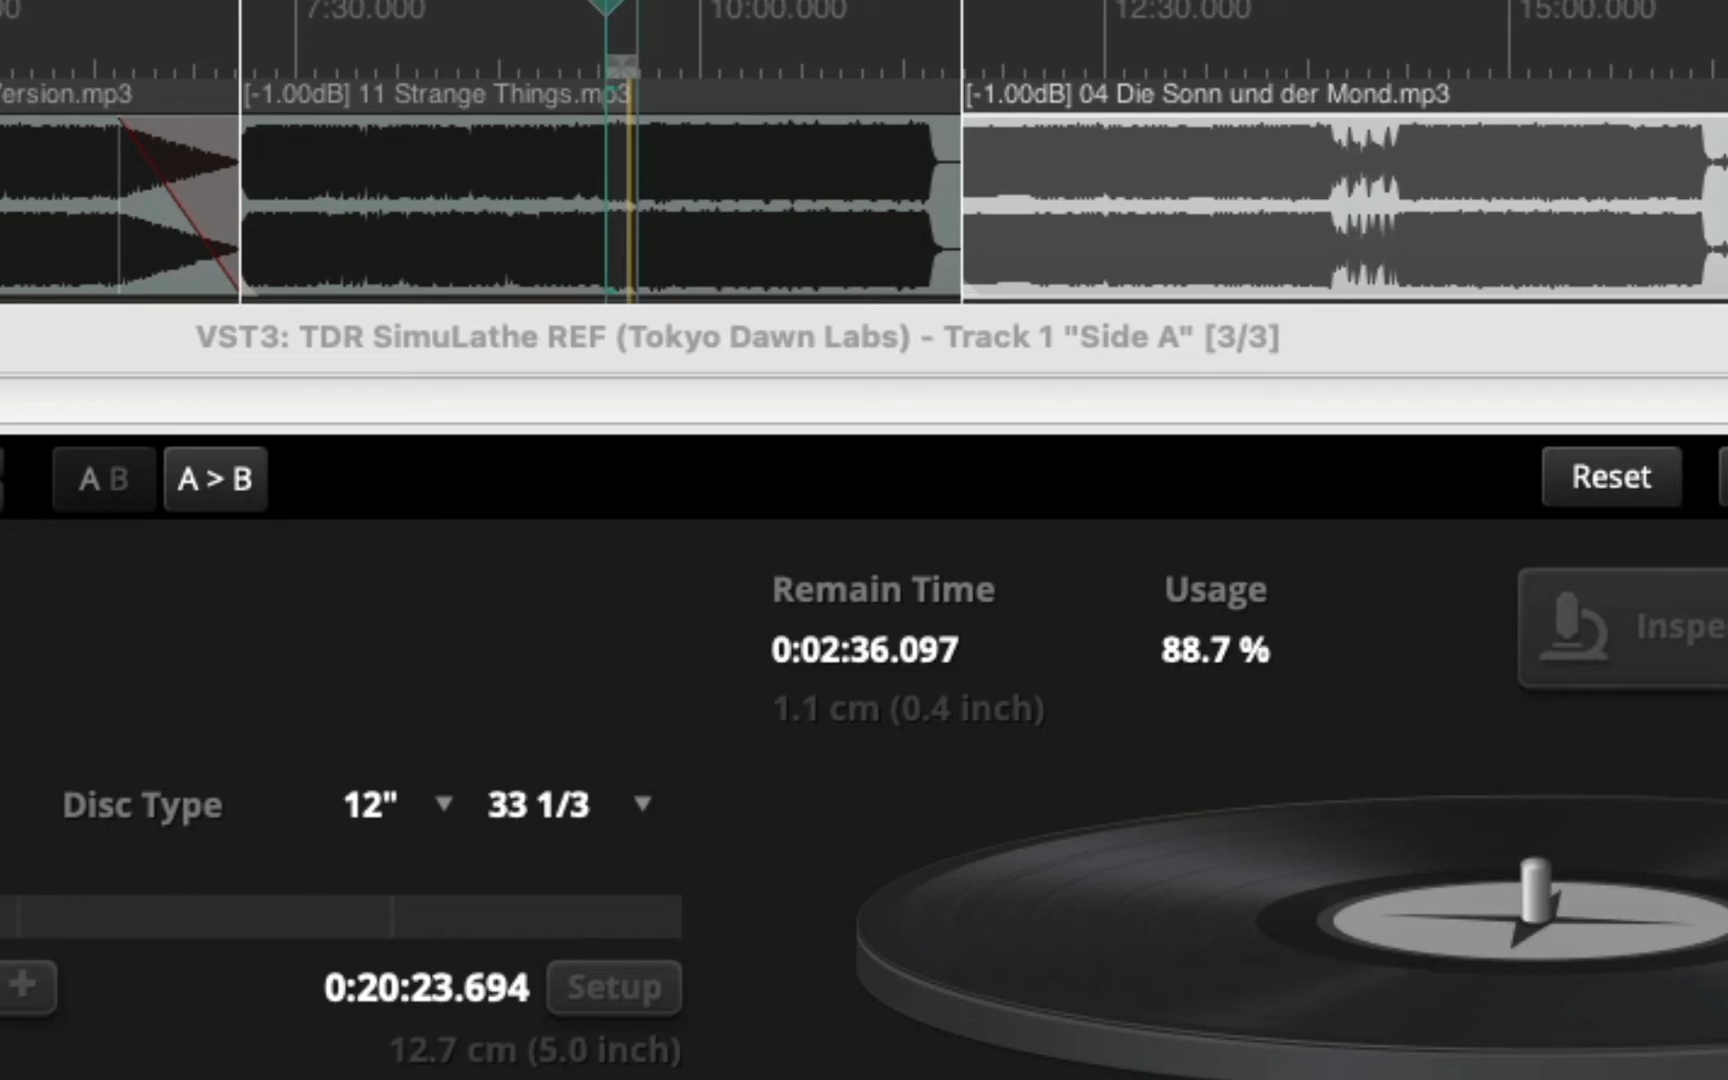 00 7:30.000 10:00.000 12:30.000 15:00.000
ersion.mp3 [-1.00dB] 11 Strange Things.mp3 [-1.00dB] 04 Die Sonn und der Mond.mp3
VST3: TDR SimuLathe REF (Tokyo Dawn Labs) - Track 1 "Side A" [3/3]
A B A > B Reset
Remain Time Usage
0:02:36.097 88.7 % Inspe
1.1 cm (0.4 inch)
Disc Type 12" 33 1/3
+ 0:20:23.694 Setup
12.7 cm (5.0 inch)